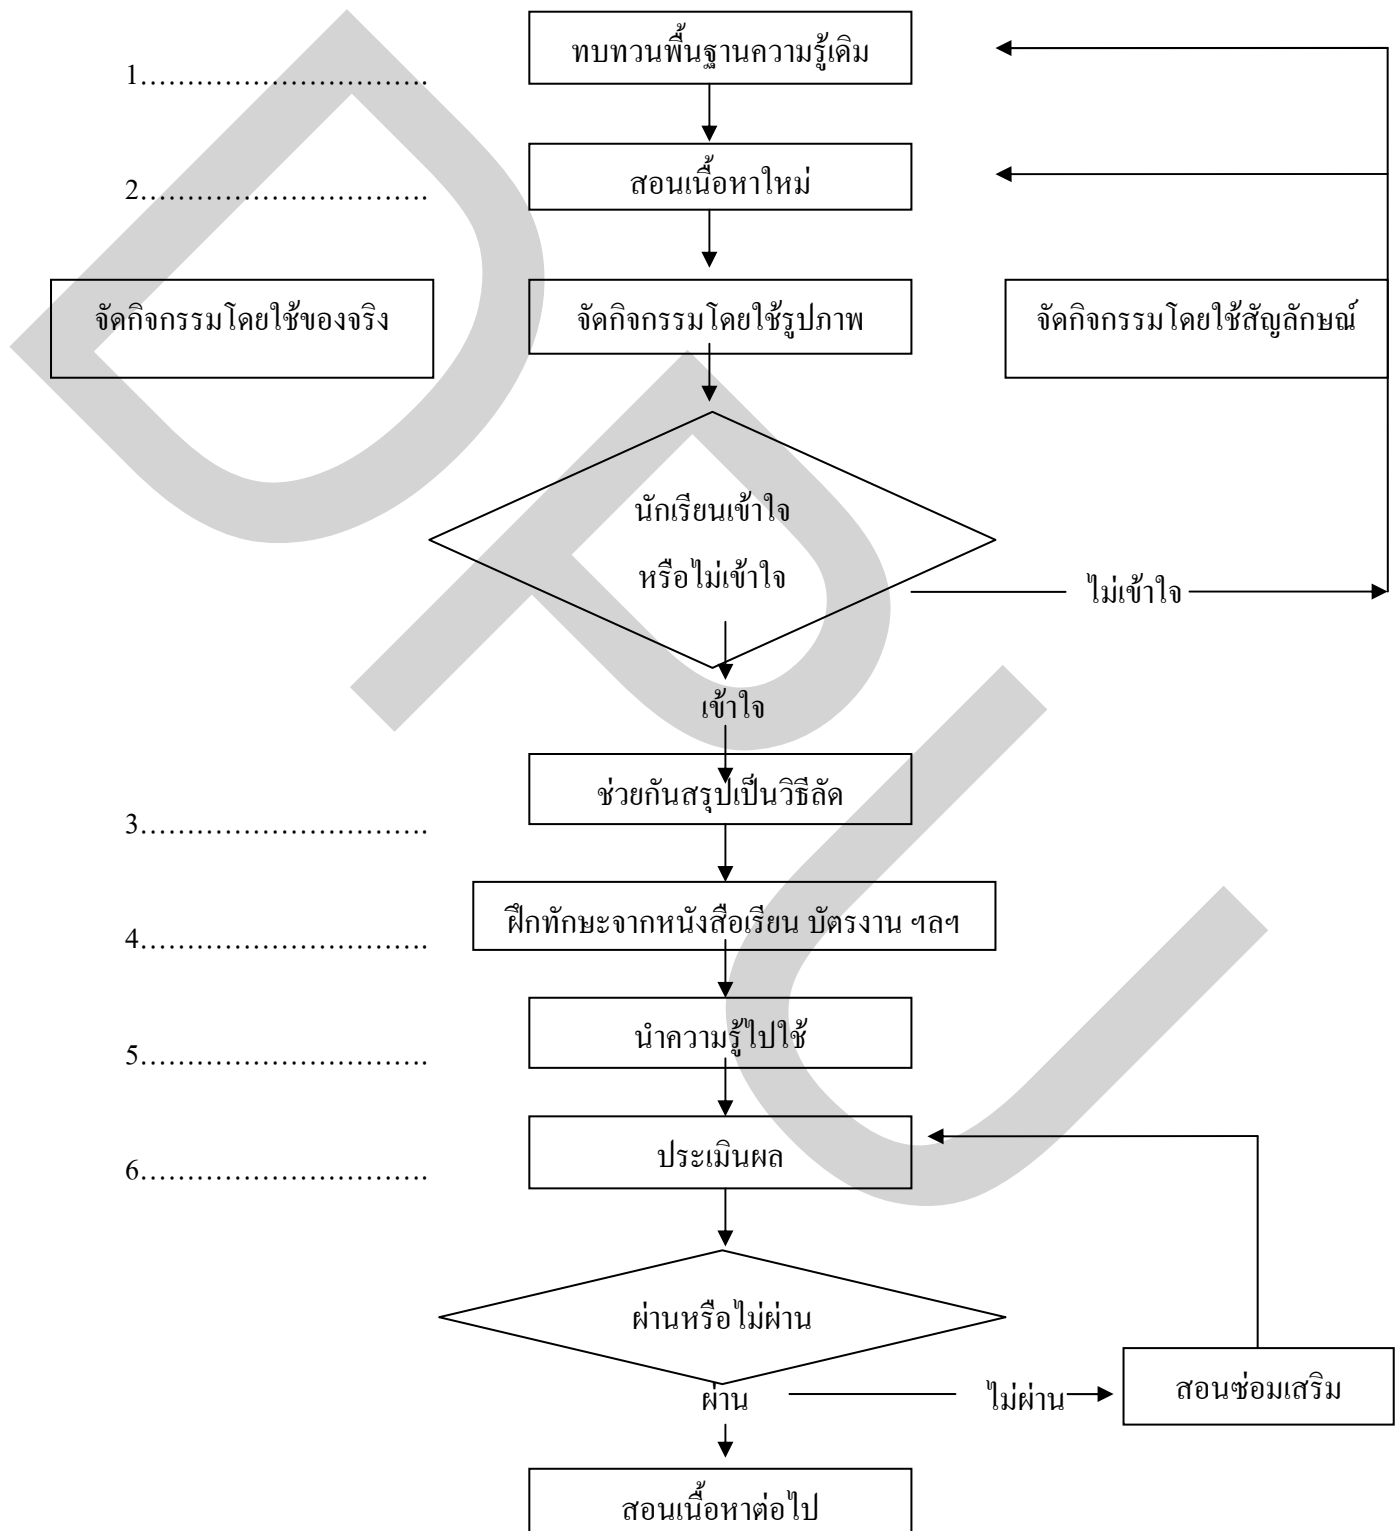 ทบทวนพื้นฐานความรู้เดิม
1................................
สอนเนื้อหาใหม่
2................................
จัดกิจกรรมโดยใช้ของจริง
จัดกิจกรรมโดยใช้รูปภาพ
จัดกิจกรรมโดยใช้สัญลักษณ์
นักเรียนเข้าใจ
หรือไม่เข้าใจ
ไม่เข้าใจ
เข้าใจ
ช่วยกันสรุปเป็นวิธีลัด
3................................
ฝึกทักษะจากหนังสือเรียน บัตรงาน ฯลฯ
4................................
นำความรู้ไปใช้
5................................
ประเมินผล
6................................
ผ่านหรือไม่ผ่าน
ผ่าน
ไม่ผ่าน
สอนซ่อมเสริม
สอนเนื้อหาต่อไป
DPU